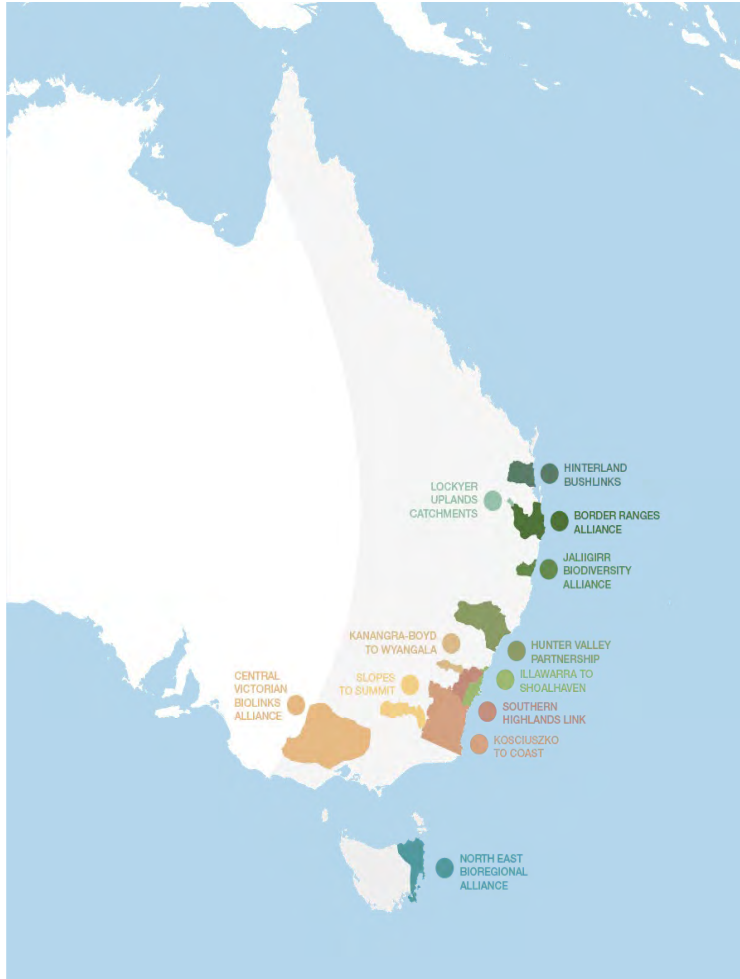 HINTERLAND
BUSHLINKS
LOCKYER
UPLANDS
CATCHMENTS
BORDER RANGES
ALLIANCE
JALIIGIRR
BIODIVERSITY
ALLIANCE
KANANGRA-BOYD
TO WYANGALA
HUNTER VALLEY
PARTNERSHIP
ILLAWARRA TO
SHOALHAVEN
SLOPES
TO SUMMIT
CENTRAL
VICTORIAN
BIOLINKS
ALLIANCE
SOUTHERN
HIGHLANDS LINK
KOSCIUSZKO
TO COAST
NORTH EAST
BIOREGIONAL
ALLIANCE